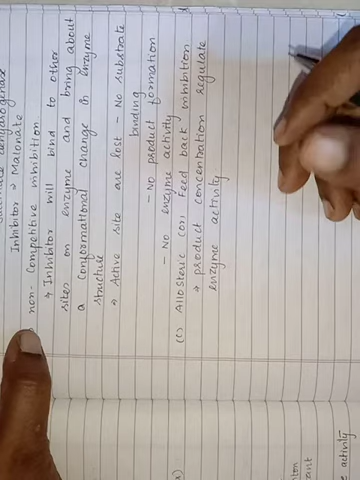 Inhibitor → Malonate
non-Competitive inhibition
↳ Inhibitor will bind to other
sites on enzyme and bring about
a conformational change in Enzyme
structure
→ Active site are lost - No substrate
binding
- No product formation
- No enzyme activity
(c) Allosteric (or) Feed back inhibition
→ product concentration regulate
enzyme activity
activity